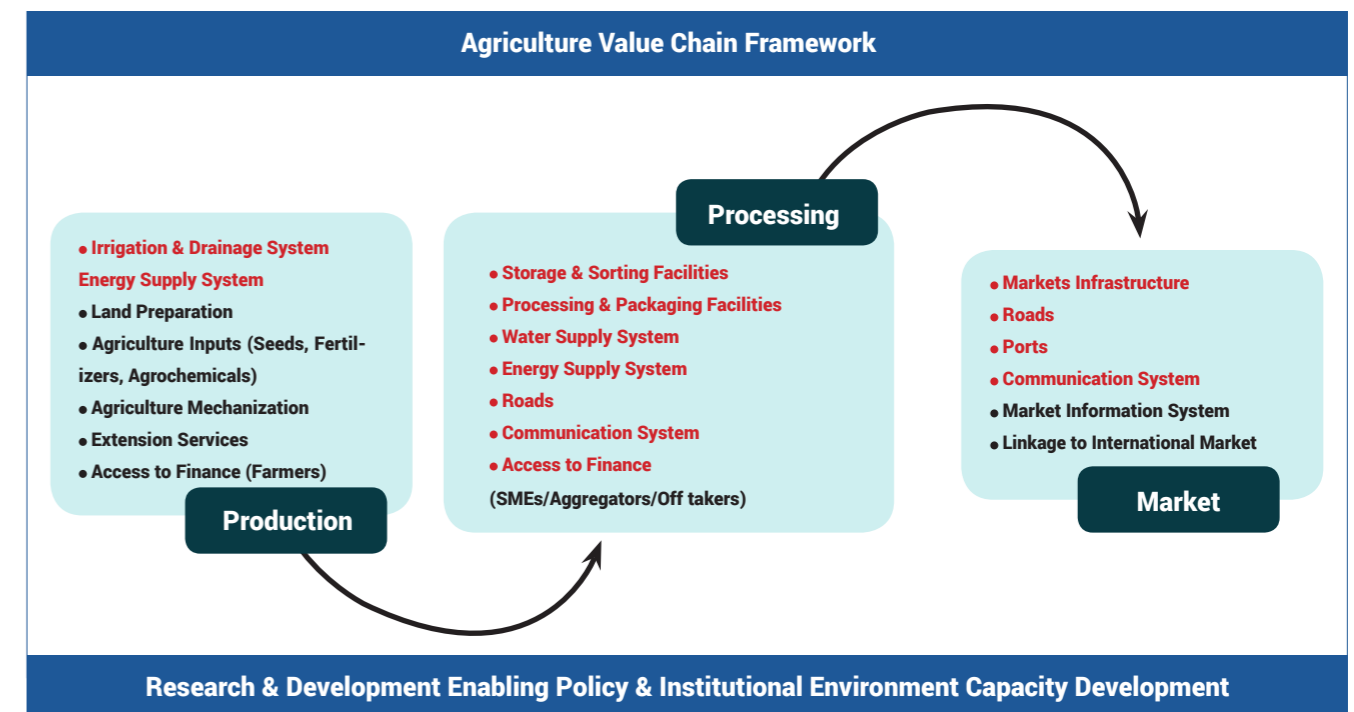 Agriculture Value Chain Framework
• Irrigation & Drainage System
Energy Supply System
• Land Preparation
• Agriculture Inputs (Seeds, Fertil-
izers, Agrochemicals)
• Agriculture Mechanization
• Extension Services
• Access to Finance (Farmers)
Production
Processing
• Storage & Sorting Facilities
• Processing & Packaging Facilities
• Water Supply System
• Energy Supply System
• Roads
• Communication System
• Access to Finance
(SMEs/Aggregators/Off takers)
• Markets Infrastructure
• Roads
• Ports
• Communication System
• Market Information System
• Linkage to International Market
Market
Research & Development Enabling Policy & Institutional Environment Capacity Development